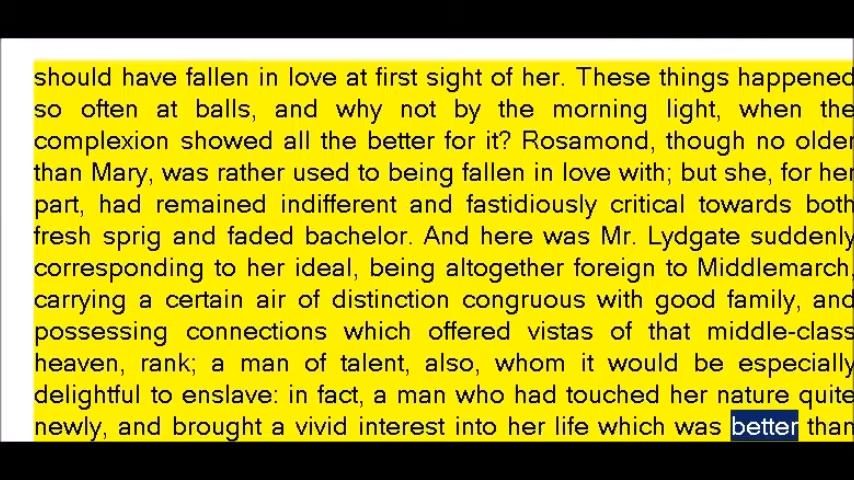 should have fallen in love at first sight of her. These things happened
so often at balls, and why not by the morning light, when the
complexion showed all the better for it? Rosamond, though no older
than Mary, was rather used to being fallen in love with; but she, for her
part, had remained indifferent and fastidiously critical towards both
fresh sprig and faded bachelor. And here was Mr. Lydgate suddenly
corresponding to her ideal, being altogether foreign to Middlemarch,
carrying a certain air of distinction congruous with good family, and
possessing connections which offered vistas of that middle-class
heaven, rank; a man of talent, also, whom it would be especially
delightful to enslave: in fact, a man who had touched her nature quite
newly, and brought a vivid interest into her life which was better than